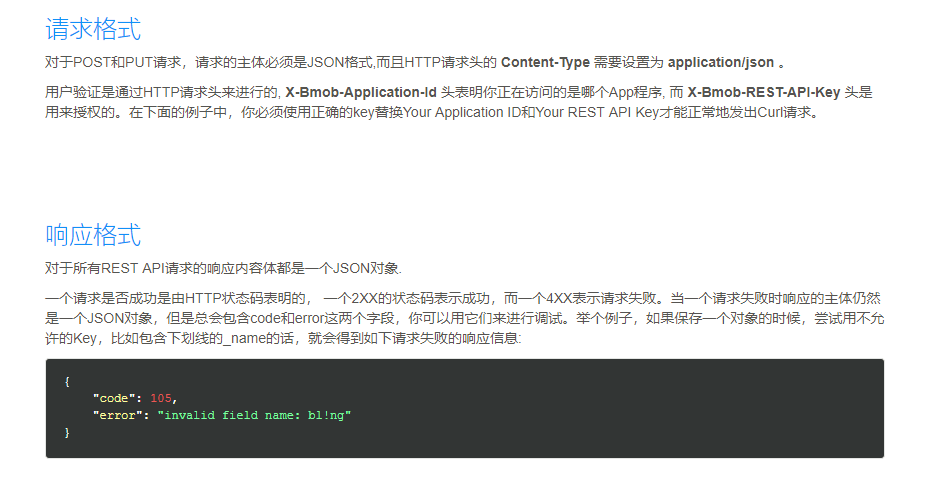 请求格式
对于POST和PUT请求，请求的主体必须是JSON格式,而且HTTP请求头的 Content-Type 需要设置为 application/json 。
用户验证是通过HTTP请求头来进行的, X-Bmob-Application-Id 头表明你正在访问的是哪个App程序, 而 X-Bmob-REST-API-Key 头是
用来授权的。在下面的例子中，你必须使用正确的key替换Your Application ID和Your REST API Key才能正常地发出Curl请求。
响应格式
对于所有REST API请求的响应内容体都是一个JSON对象.
一个请求是否成功是由HTTP状态码表明的， 一个2XX的状态码表示成功，而一个4XX表示请求失败。当一个请求失败时响应的主体仍然
是一个JSON对象，但是总会包含code和error这两个字段，你可以用它们来进行调试。举个例子，如果保存一个对象的时候，尝试用不允
许的Key，比如包含下划线的_name的话，就会得到如下请求失败的响应信息:
{
    "code": 105,
    "error": "invalid field name: bl!ng"
}